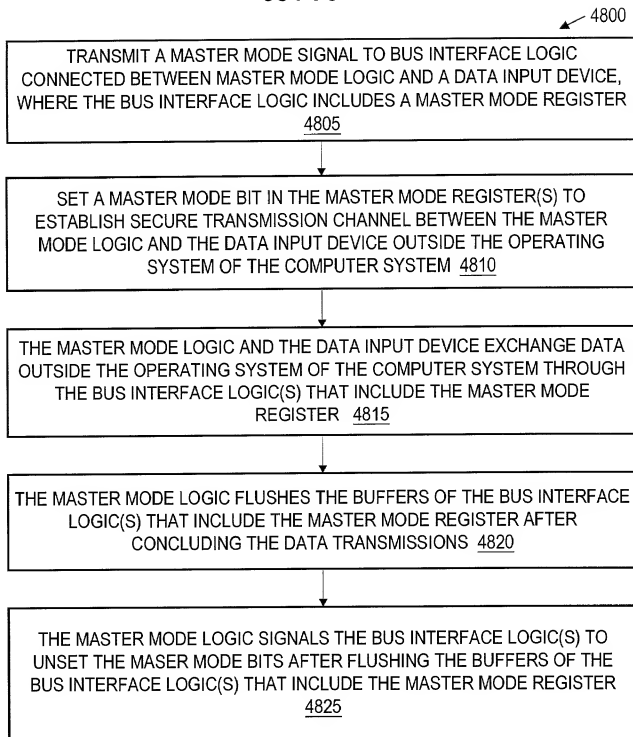 4800
TRANSMIT A MASTER MODE SIGNAL TO BUS INTERFACE LOGIC
CONNECTED BETWEEN MASTER MODE LOGIC AND A DATA INPUT DEVICE,
WHERE THE BUS INTERFACE LOGIC INCLUDES A MASTER MODE REGISTER
4805
SET A MASTER MODE BIT IN THE MASTER MODE REGISTER(S) TO
ESTABLISH SECURE TRANSMISSION CHANNEL BETWEEN THE MASTER
MODE LOGIC AND THE DATA INPUT DEVICE OUTSIDE THE OPERATING
SYSTEM OF THE COMPUTER SYSTEM 4810
THE MASTER MODE LOGIC AND THE DATA INPUT DEVICE EXCHANGE DATA
OUTSIDE THE OPERATING SYSTEM OF THE COMPUTER SYSTEM THROUGH
THE BUS INTERFACE LOGIC(S) THAT INCLUDE THE MASTER MODE
REGISTER 4815
THE MASTER MODE LOGIC FLUSHES THE BUFFERS OF THE BUS INTERFACE
LOGIC(S) THAT INCLUDE THE MASTER MODE REGISTER AFTER
CONCLUDING THE DATA TRANSMISSIONS 4820
THE MASTER MODE LOGIC SIGNALS THE BUS INTERFACE LOGIC(S) TO
UNSET THE MASER MODE BITS AFTER FLUSHING THE BUFFERS OF THE
BUS INTERFACE LOGIC(S) THAT INCLUDE THE MASTER MODE REGISTER
4825